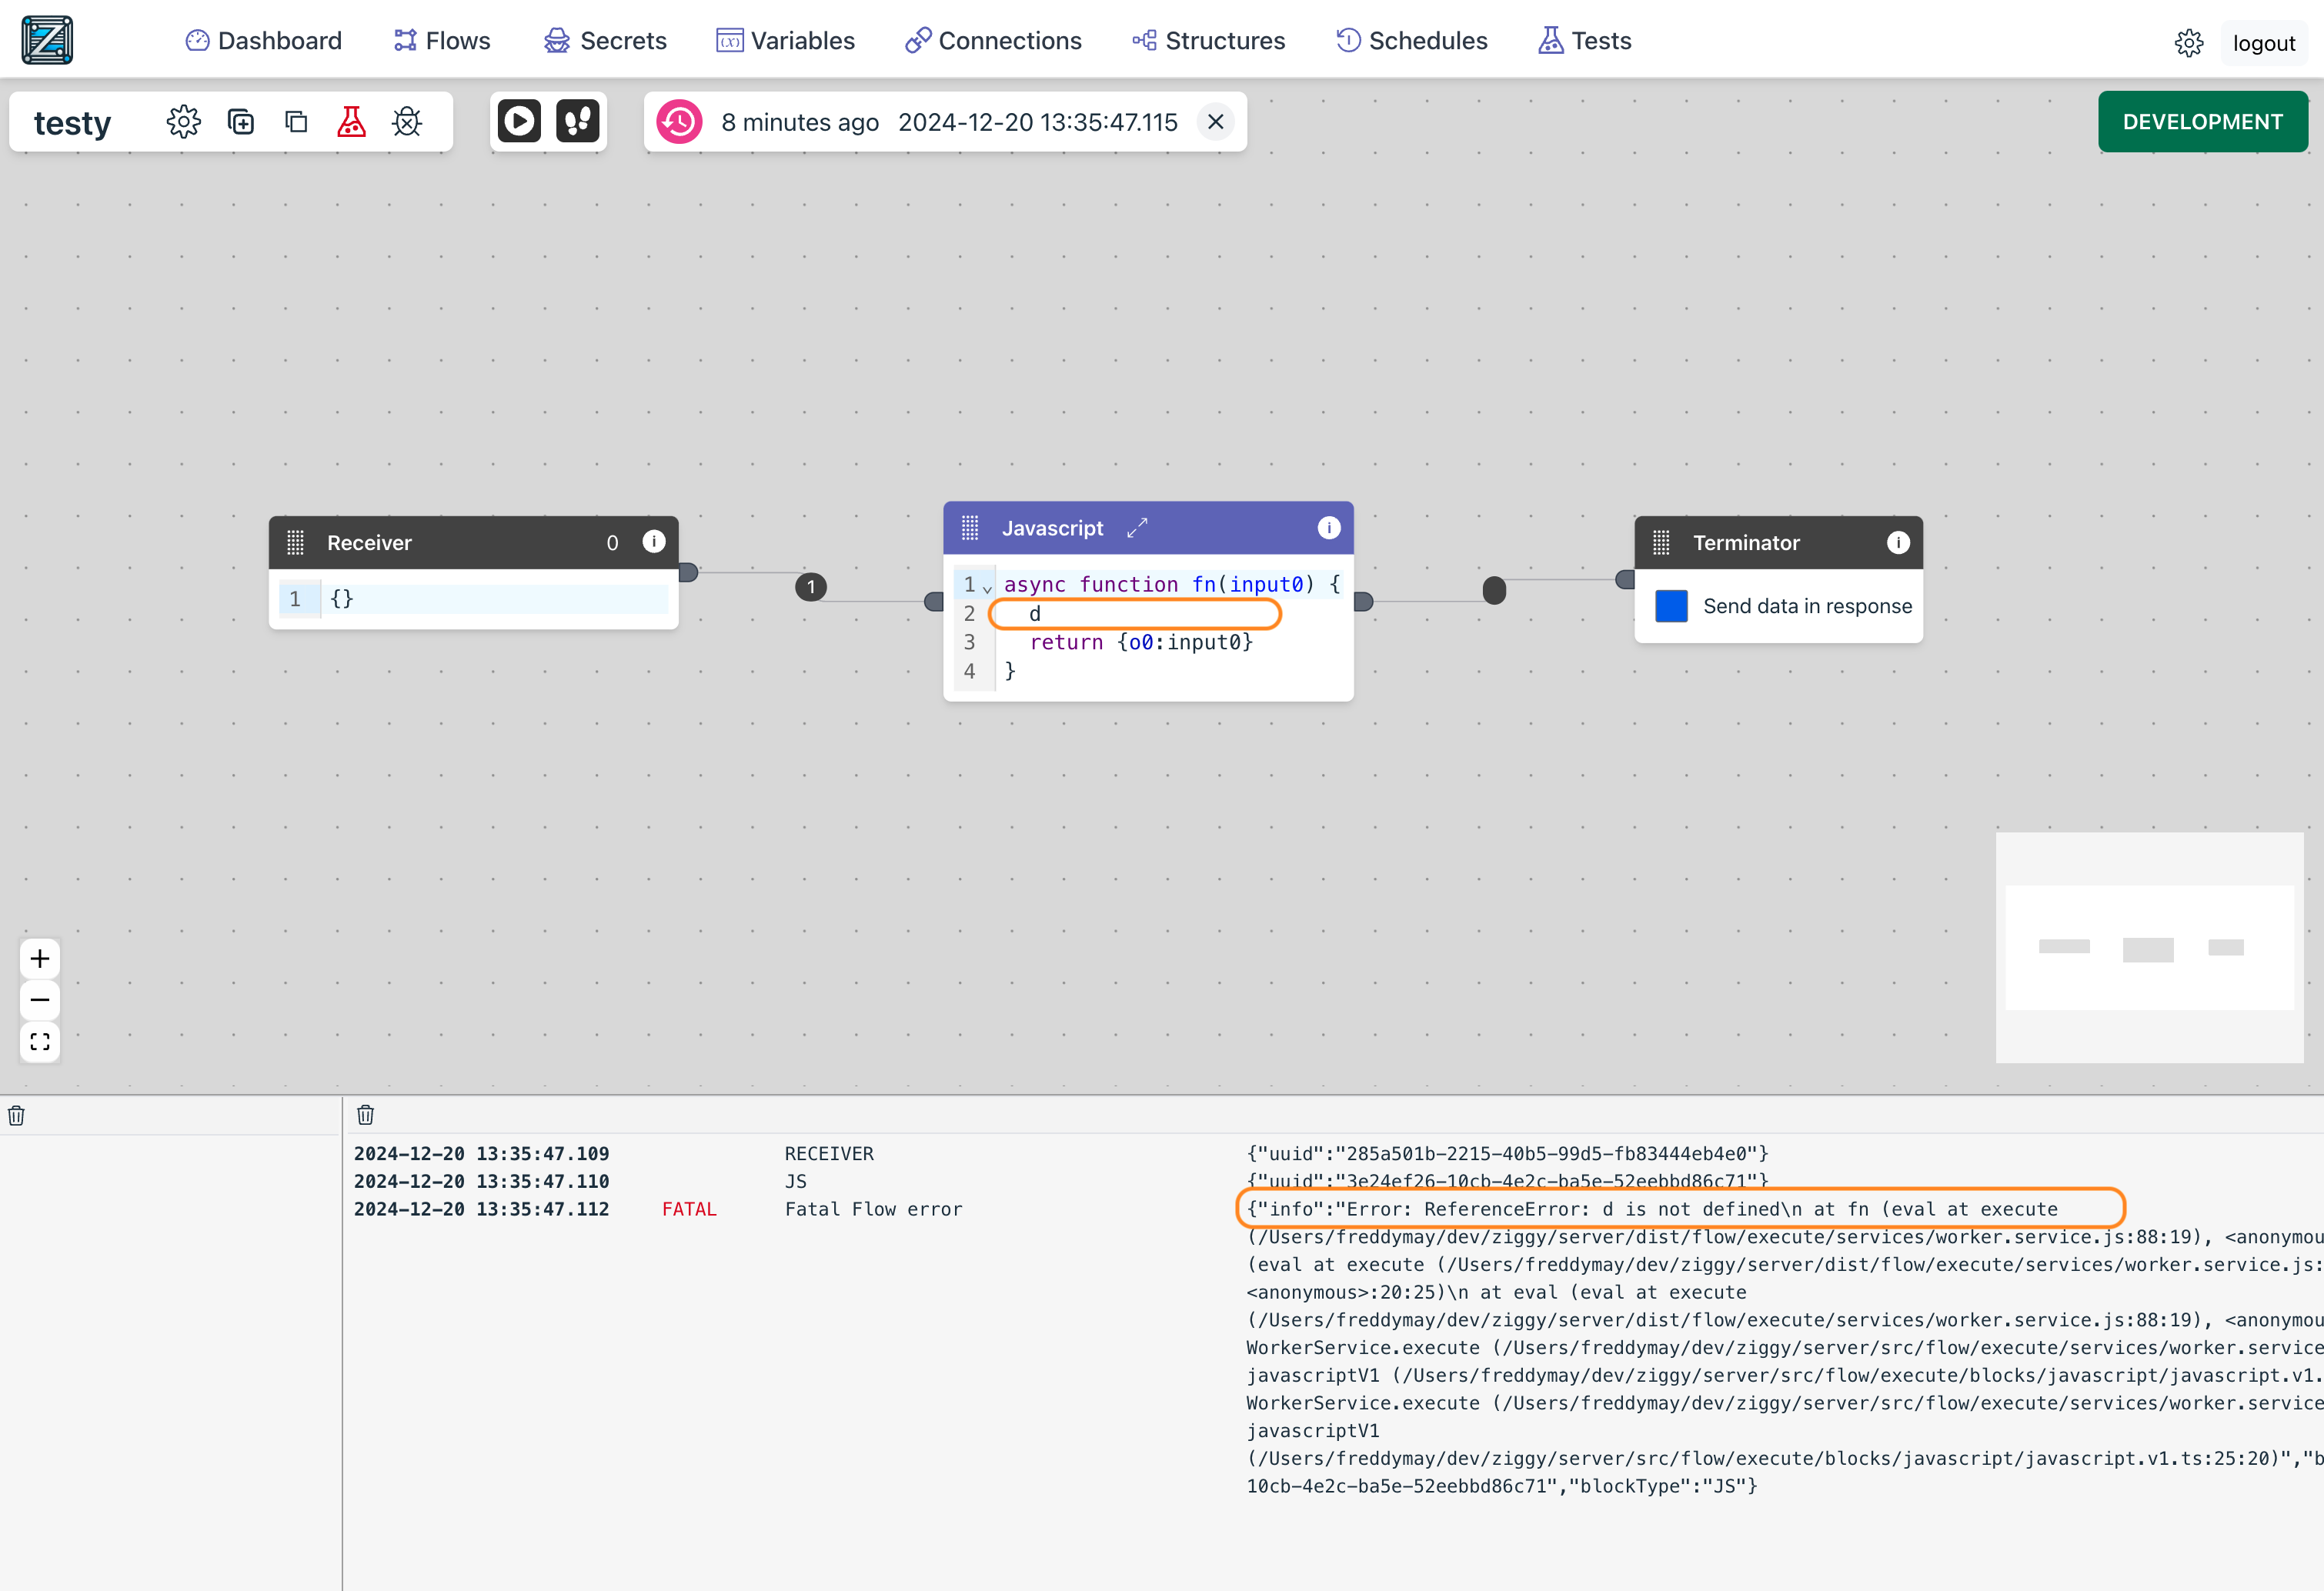 Z
Dashboard Flows Secrets (X) Variables Connections Structures Schedules Tests logout
testy 8 minutes ago 2024-12-20 13:35:47.115 DEVELOPMENT
Receiver 0 i
1 {}
1
Javascript i
1 async function fn(input0) {
2 d
3 return {o0:input0}
4 }
Terminator i
Send data in response
2024-12-20 13:35:47.109 RECEIVER {"uuid":"285a501b-2215-40b5-99d5-fb83444eb4e0"}
2024-12-20 13:35:47.110 JS {"uuid":"3e24ef26-10cb-4e2c-ba5e-52eebbd86c71"}
2024-12-20 13:35:47.112 FATAL Fatal Flow error {"info":"Error: ReferenceError: d is not defined\n at fn (eval at execute
(/Users/freddymay/dev/ziggy/server/dist/flow/execute/services/worker.service.js:88:19), <anonymou
(eval at execute (/Users/freddymay/dev/ziggy/server/dist/flow/execute/services/worker.service.js:
<anonymous>:20:25)\n at eval (eval at execute
(/Users/freddymay/dev/ziggy/server/dist/flow/execute/services/worker.service.js:88:19), <anonymou
WorkerService.execute (/Users/freddymay/dev/ziggy/server/src/flow/execute/services/worker.service
javascriptV1 (/Users/freddymay/dev/ziggy/server/src/flow/execute/blocks/javascript/javascript.v1.
WorkerService.execute (/Users/freddymay/dev/ziggy/server/src/flow/execute/services/worker.service
javascriptV1
(/Users/freddymay/dev/ziggy/server/src/flow/execute/blocks/javascript/javascript.v1.ts:25:20)","b
10cb-4e2c-ba5e-52eebbd86c71","blockType":"JS"}